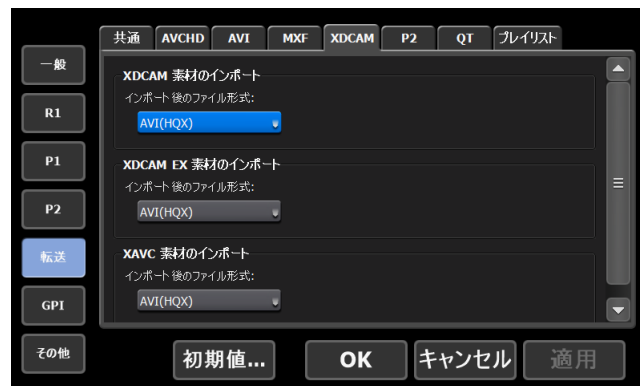 共通 AVCHD AVI MXF XDCAM P2 QT プレイリスト
一般
R1
P1
P2
転送
GPI
その他
XDCAM 素材のインポート
インポート後のファイル形式:
AVI(HQX)
XDCAM EX 素材のインポート
インポート後のファイル形式:
AVI(HQX)
XAVC 素材のインポート
インポート後のファイル形式:
AVI(HQX)
初期値... OK キャンセル 適用